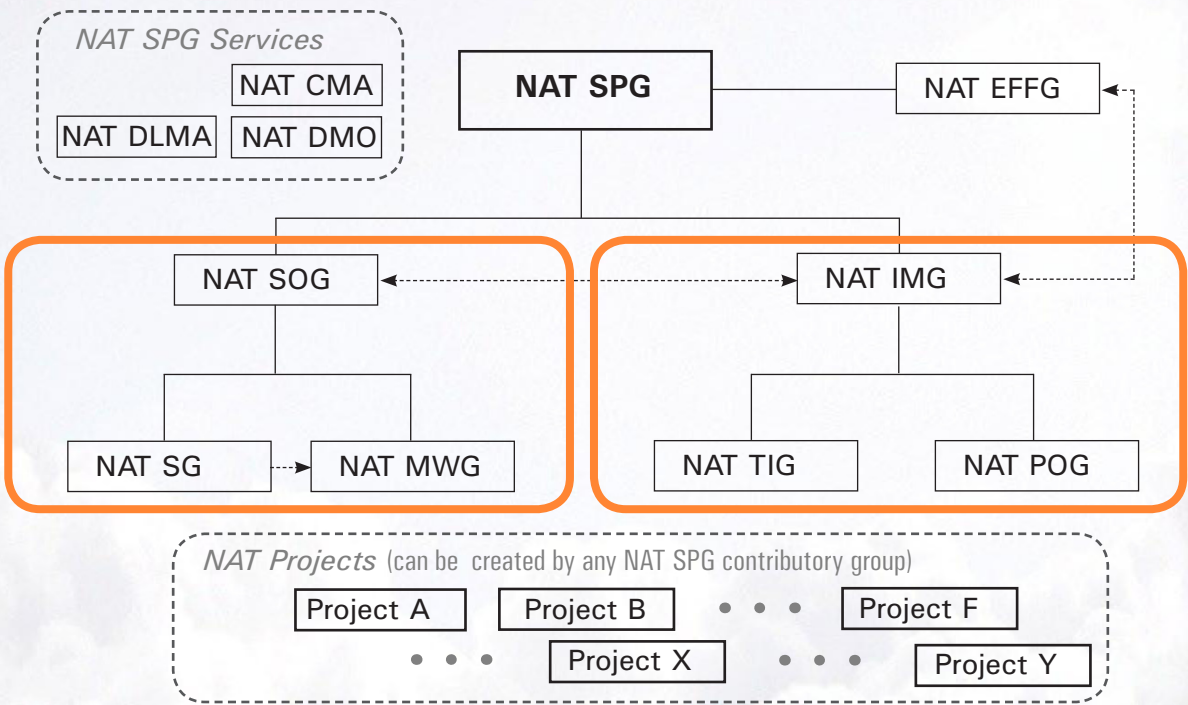 NAT SPG Services
NAT CMA
NAT DLMA
NAT DMO
NAT SPG
NAT EFFG
NAT SOG
NAT IMG
NAT SG
NAT MWG
NAT TIG
NAT POG
NAT Projects (can be created by any NAT SPG contributory group)
Project A
Project B
Project F
Project X
Project Y